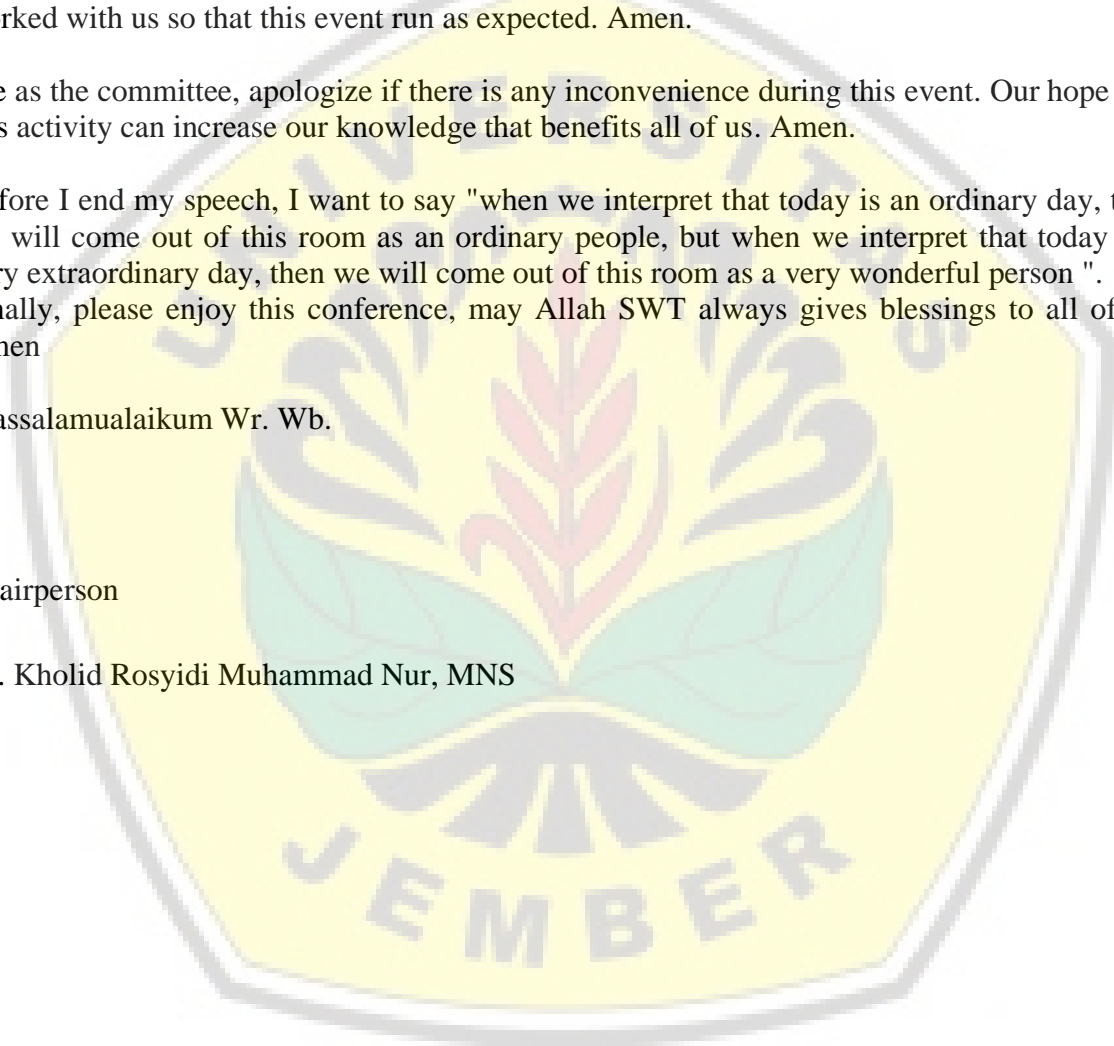 rked with us so that this event run as expected. Amen.
e as the committee, apologize if there is any inconvenience during this event. Our hope
s activity can increase our knowledge that benefits all of us. Amen.
fore I end my speech, I want to say "when we interpret that today is an ordinary day, t
will come out of this room as an ordinary people, but when we interpret that today
ry extraordinary day, then we will come out of this room as a very wonderful person ".
nally, please enjoy this conference, may Allah SWT always gives blessings to all of
nen
assalamualaikum Wr. Wb.
airperson
. Kholid Rosyidi Muhammad Nur, MNS
UNIVERSITAS
JEMBER